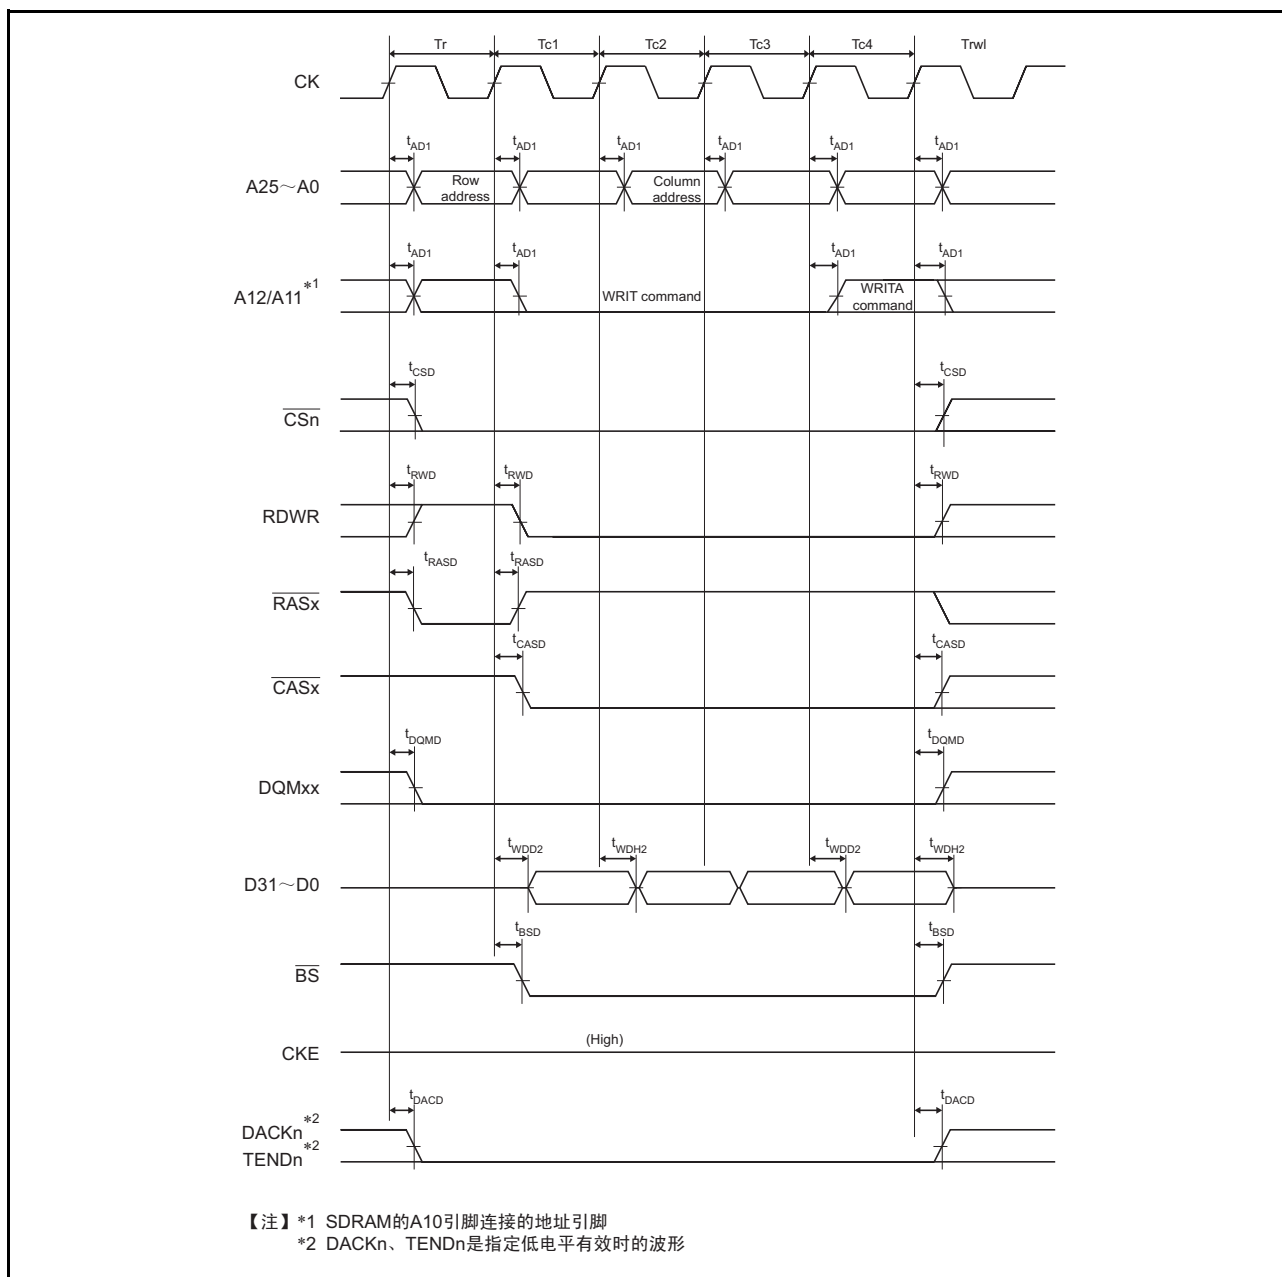 Tr Tc1 Tc2 Tc3 Tc4 Trwl
CK
tAD1 tAD1 tAD1 tAD1 tAD1 tAD1
A25～A0
Row
address
Column
address
tAD1 tAD1 tAD1 tAD1
A12/A11*1
WRIT command
WRITA
command
tCSD tCSD
CSn
tRWD tRWD tRWD
RDWR
tRASD tRASD
RASx
tCASD tCASD
CASx
tDQMD tDQMD
DQMxx
tWDD2 tWDH2 tWDD2 tWDH2
D31～D0
tBSD tBSD
BS
(High)
CKE
tDACD tDACD
DACKn*2
TENDn*2
【注】*1 SDRAM的A10引脚连接的地址引脚
*2 DACKn、TENDn是指定低电平有效时的波形